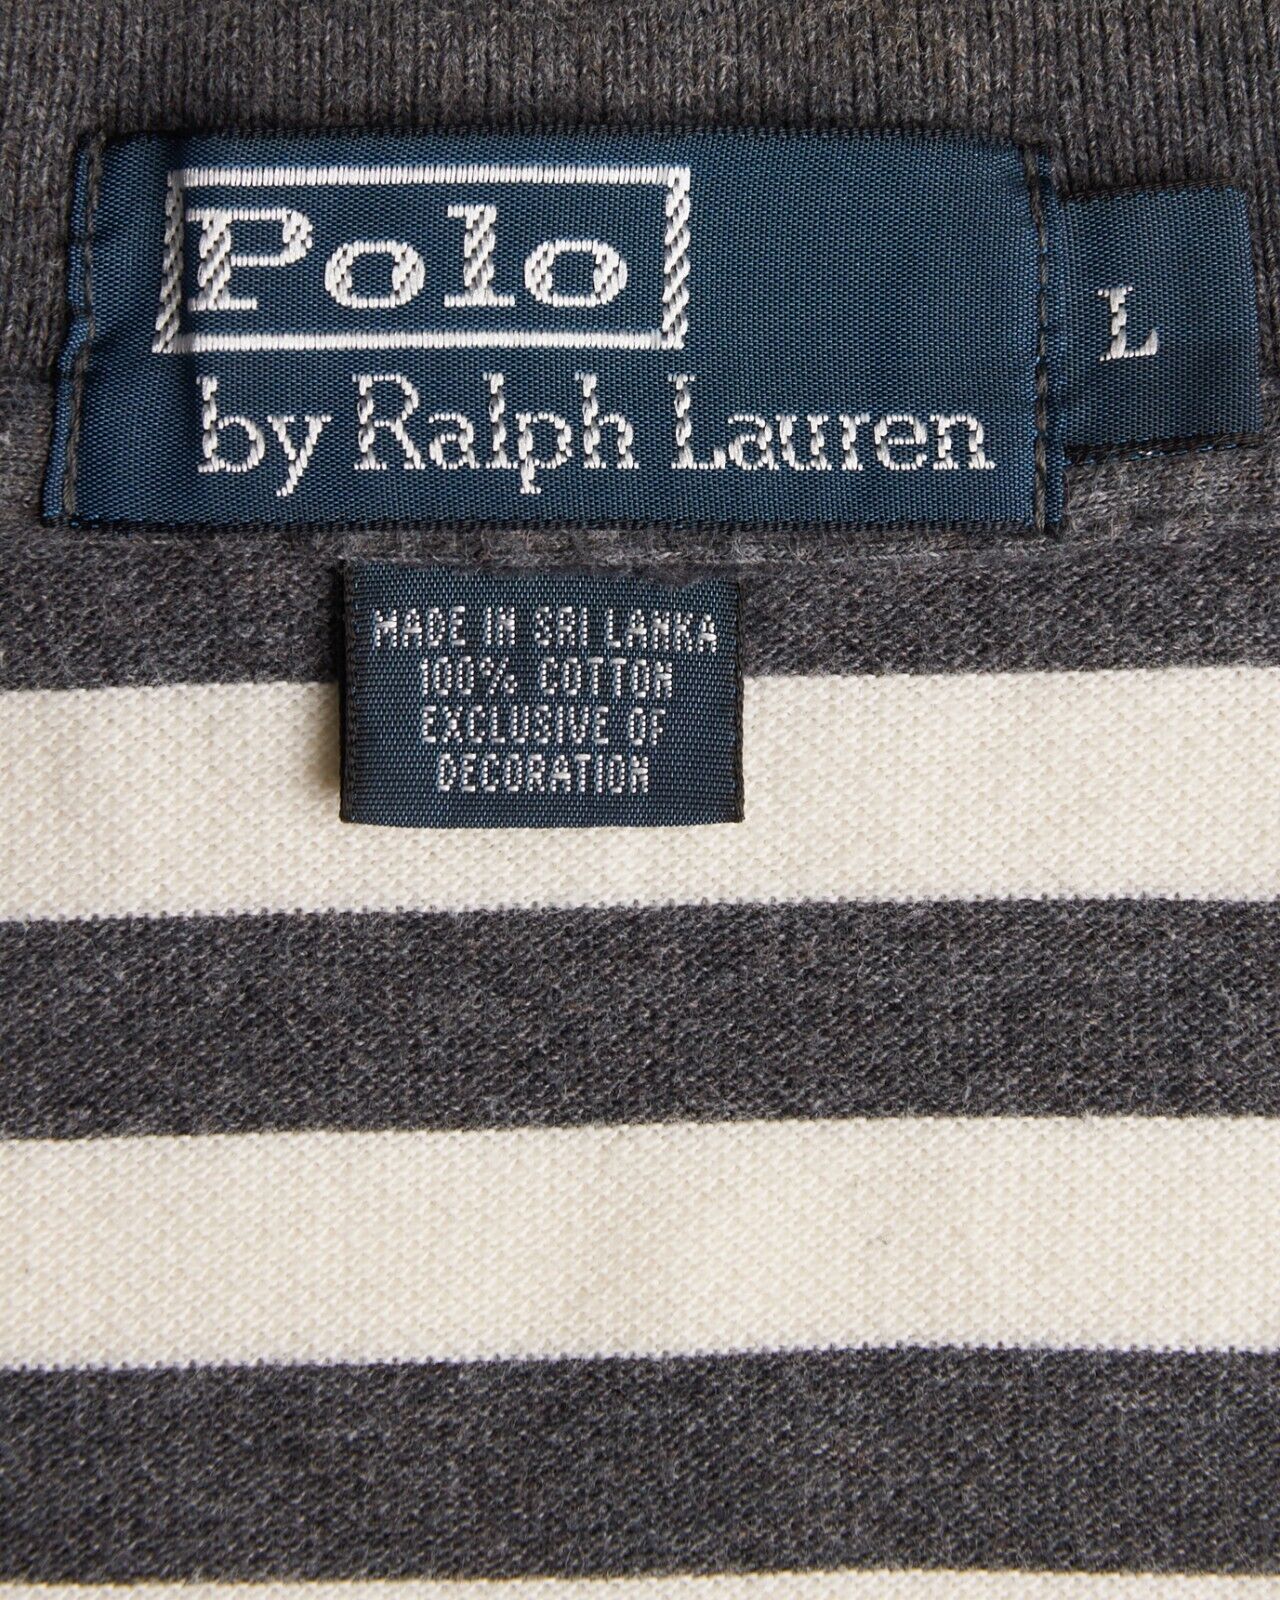 Polo
by Ralph Lauren
L
MADE IN SRI LANKA
100% COTTON
EXCLUSIVE OF
DECORATION